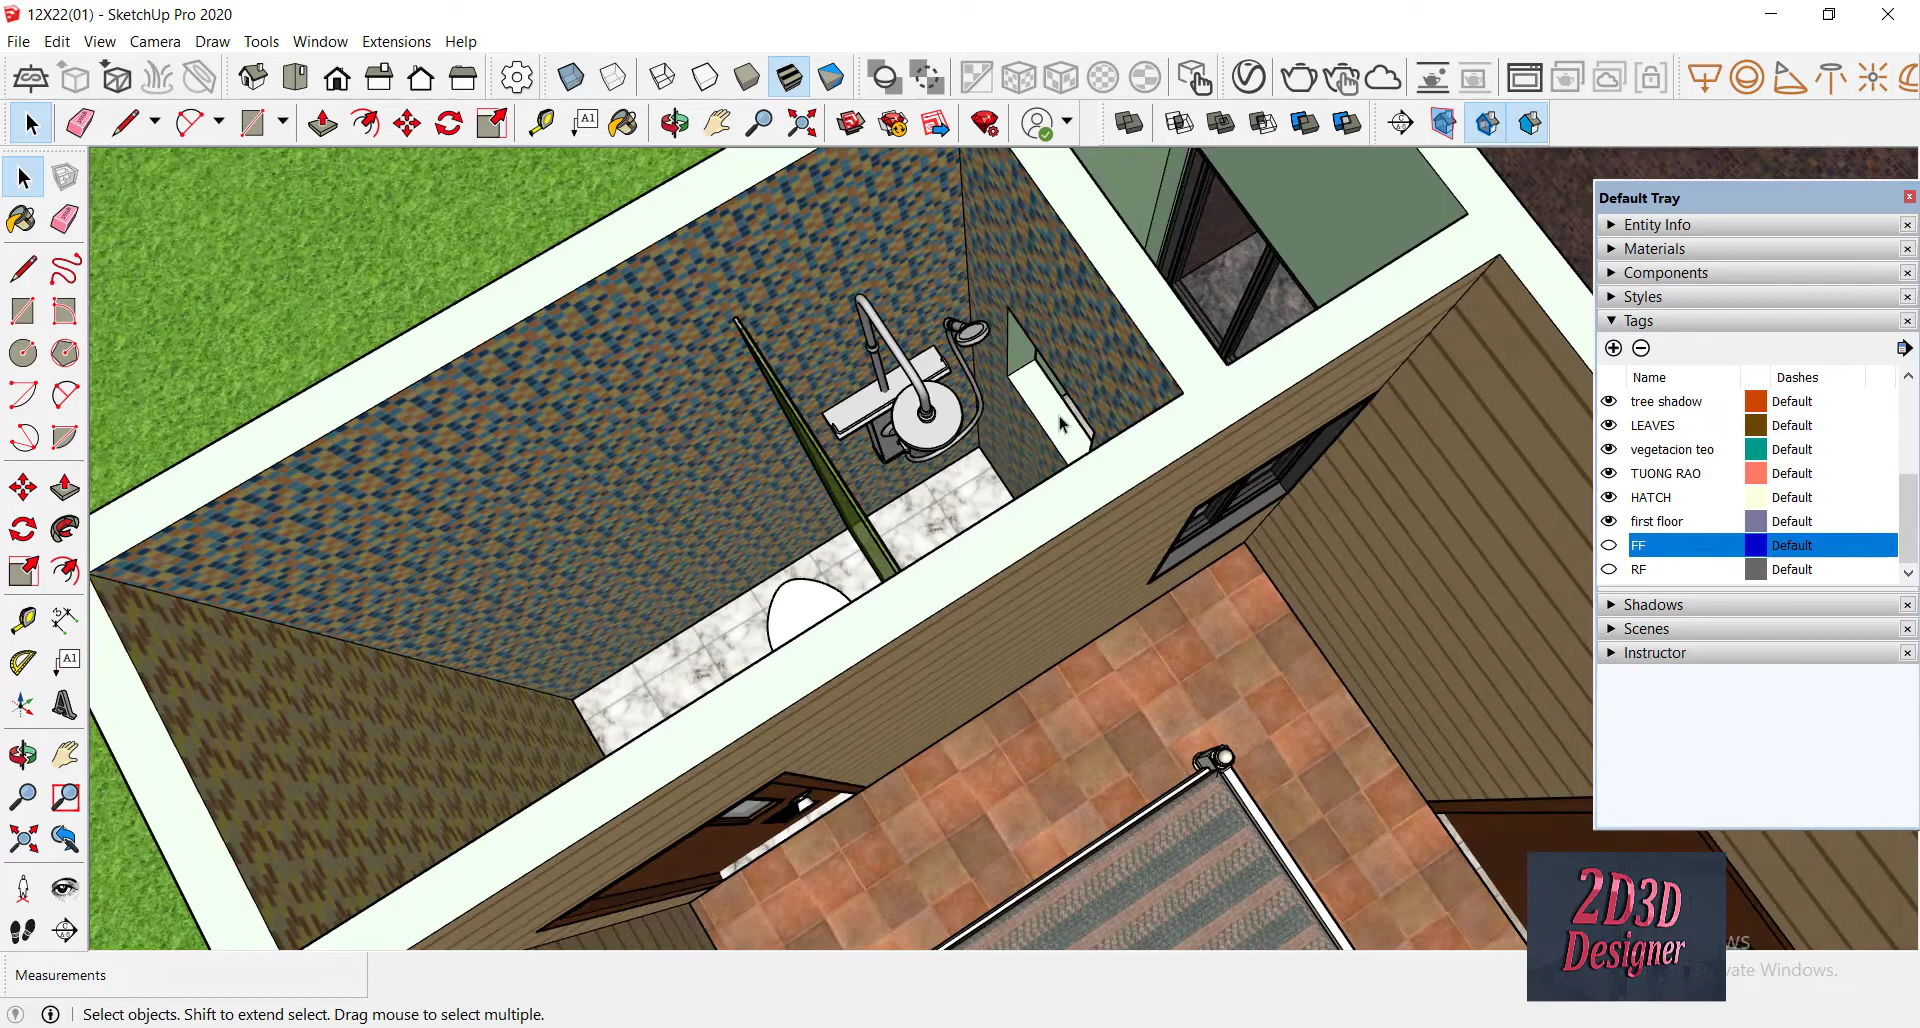 12X22(01) - SketchUp Pro 2020
File Edit View Camera Draw Tools Window Extensions Help
A1
Default Tray
Entity Info
Materials
Components
Styles
Tags
Name Dashes
tree shadow Default
LEAVES Default
vegetacion teo Default
TUONG RAO Default
HATCH Default
first floor Default
FF Default
RF Default
Shadows
Scenes
Instructor
A1
2D3D
Designer
Measurements
Select objects. Shift to extend select. Drag mouse to select multiple.